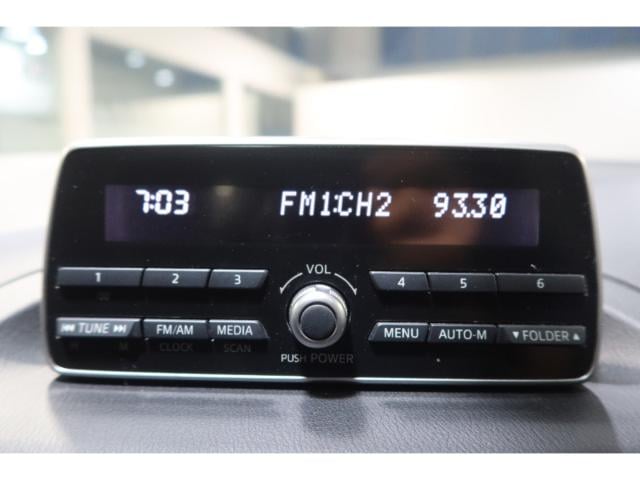 7:03 FM1:CH2 93.30
1 2 3 VOL 4 5 6
⏮ TUNE ⏭ FM/AM MEDIA MENU AUTO-M ▼ FOLDER ▲
H M CLOCK SCAN PUSH POWER